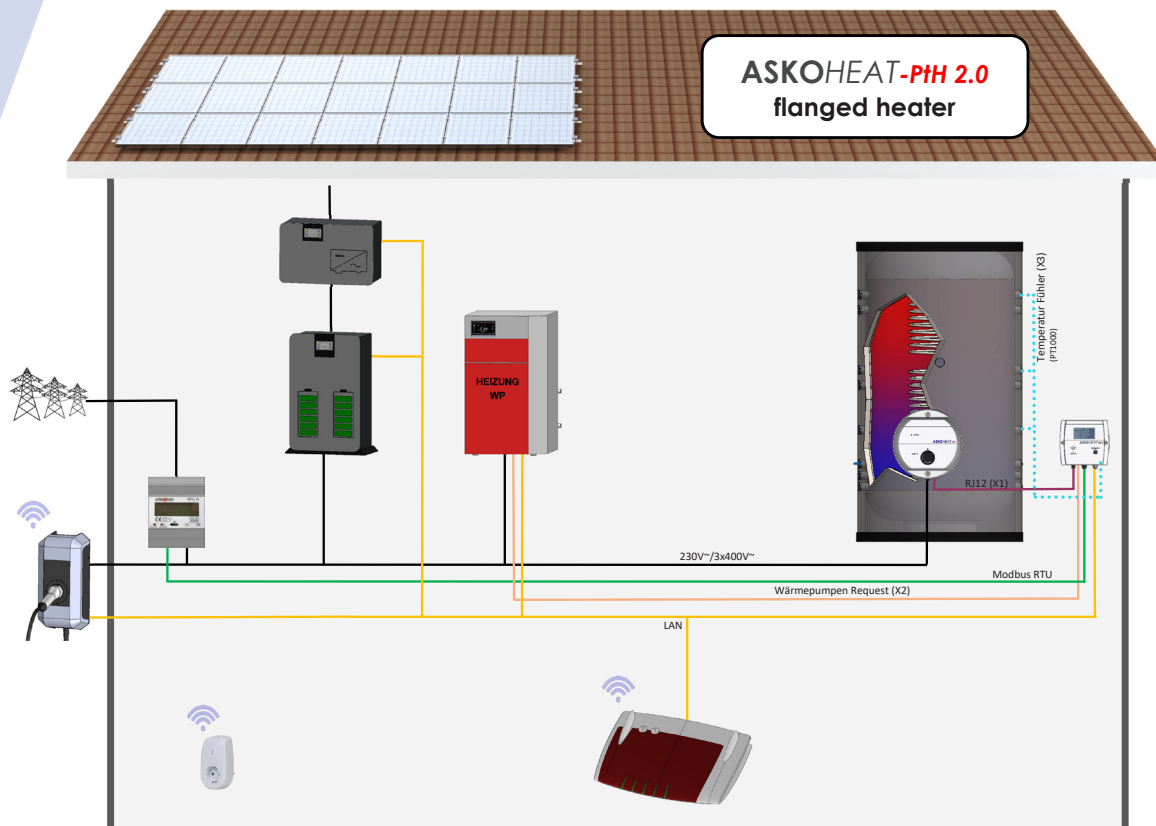 ASKOHEAT-PtH 2.0
flanged heater
Temperatur Fühler (X3)
(PT1000)
HEIZUNG
WP
RJ12 (X1)
230V~/3x400V~
Modbus RTU
Wärmepumpen Request (X2)
LAN